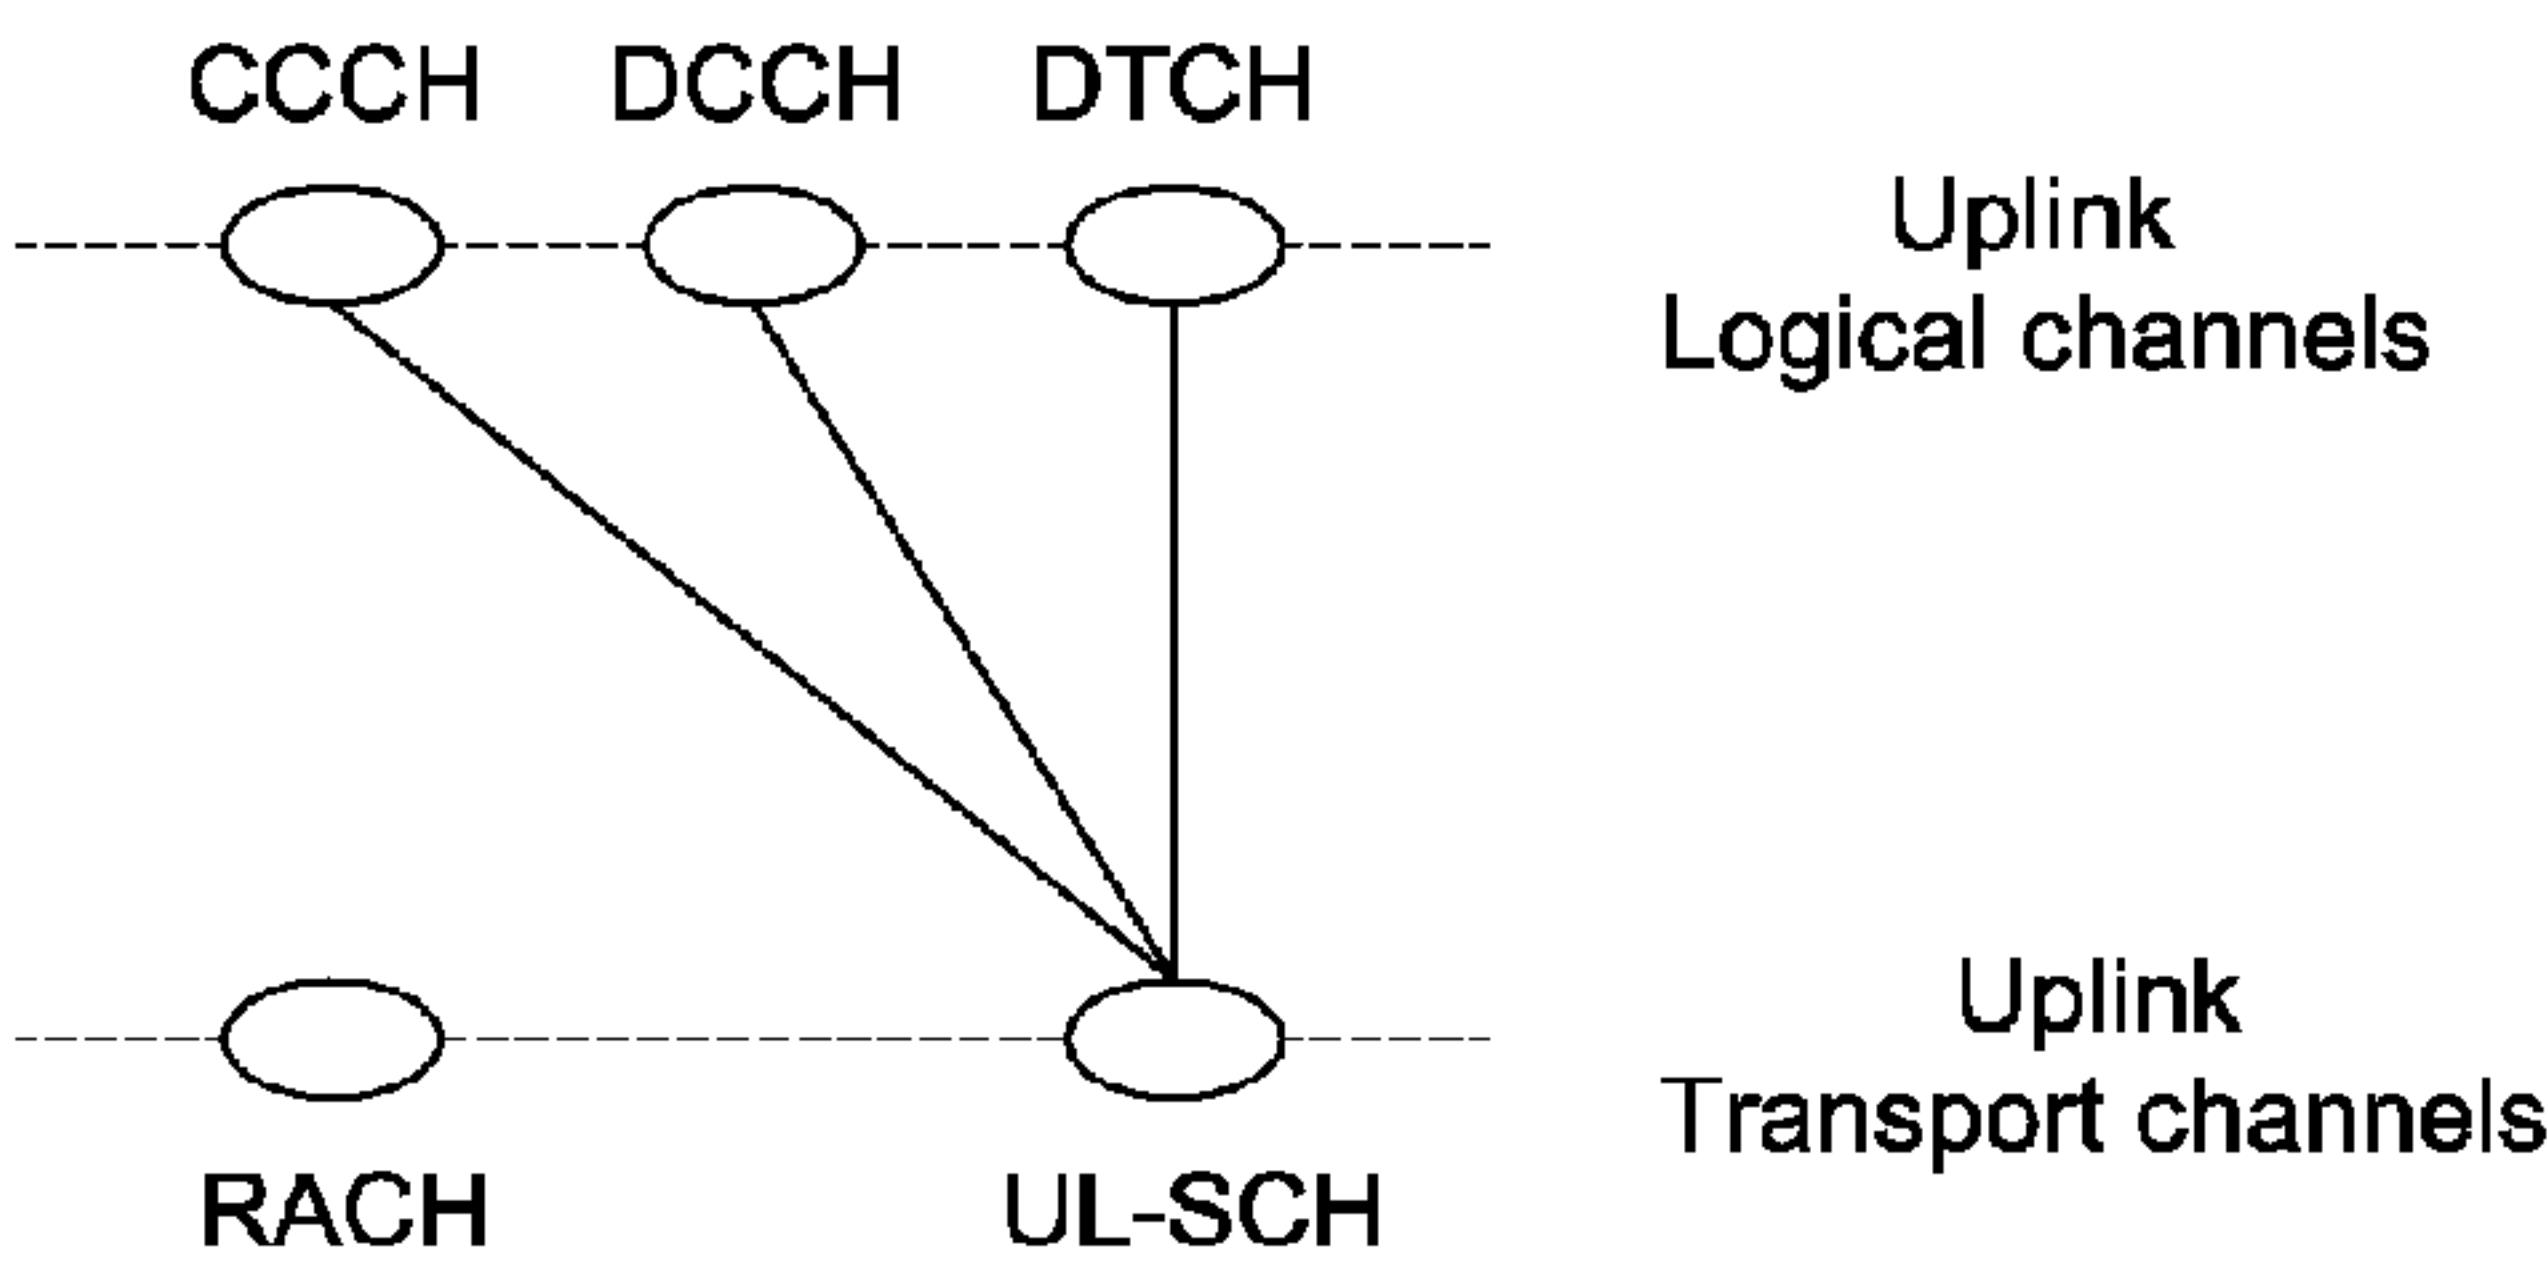 CCCH DCCH DTCH
Uplink
Logical channels
Uplink
Transport channels
RACH UL-SCH